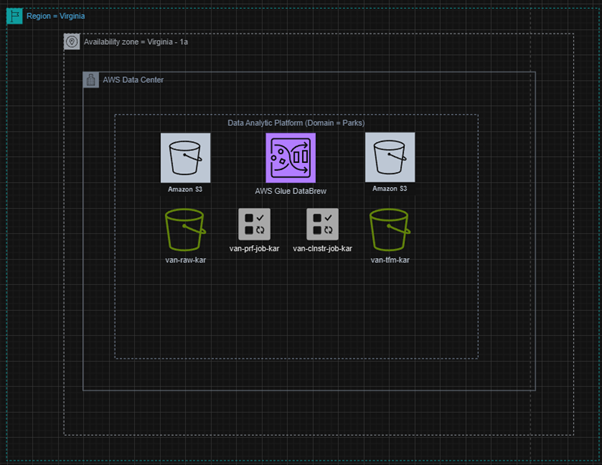 Region = Virginia
Availability zone = Virginia - 1a
AWS Data Center
Data Analytic Platform (Domain = Parks)
Amazon S3
AWS Glue DataBrew
Amazon S3
van-raw-kar
van-prf-job-kar
van-clnstr-job-kar
van-tfm-kar